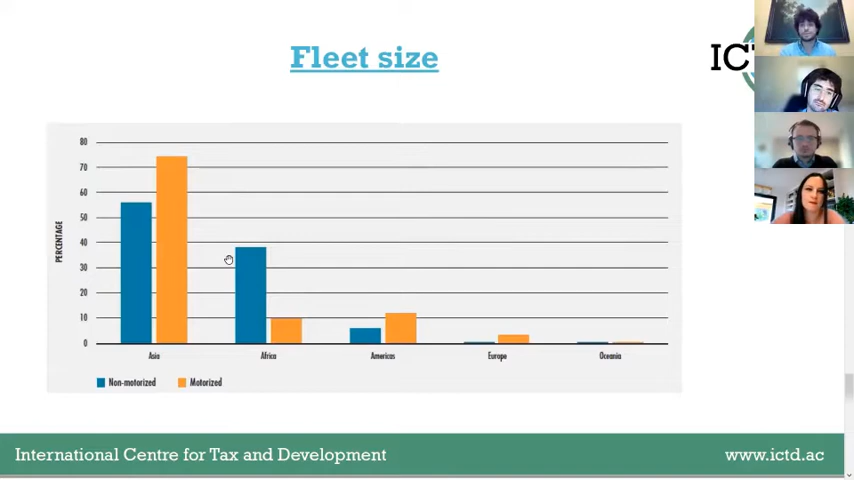 Fleet size
IC
PERCENTAGE
80
70
60
50
40
30
20
10
0
Asia
Africa
Americas
Europe
Oceania
Non-motorized
Motorized
International Centre for Tax and Development
www.ictd.ac